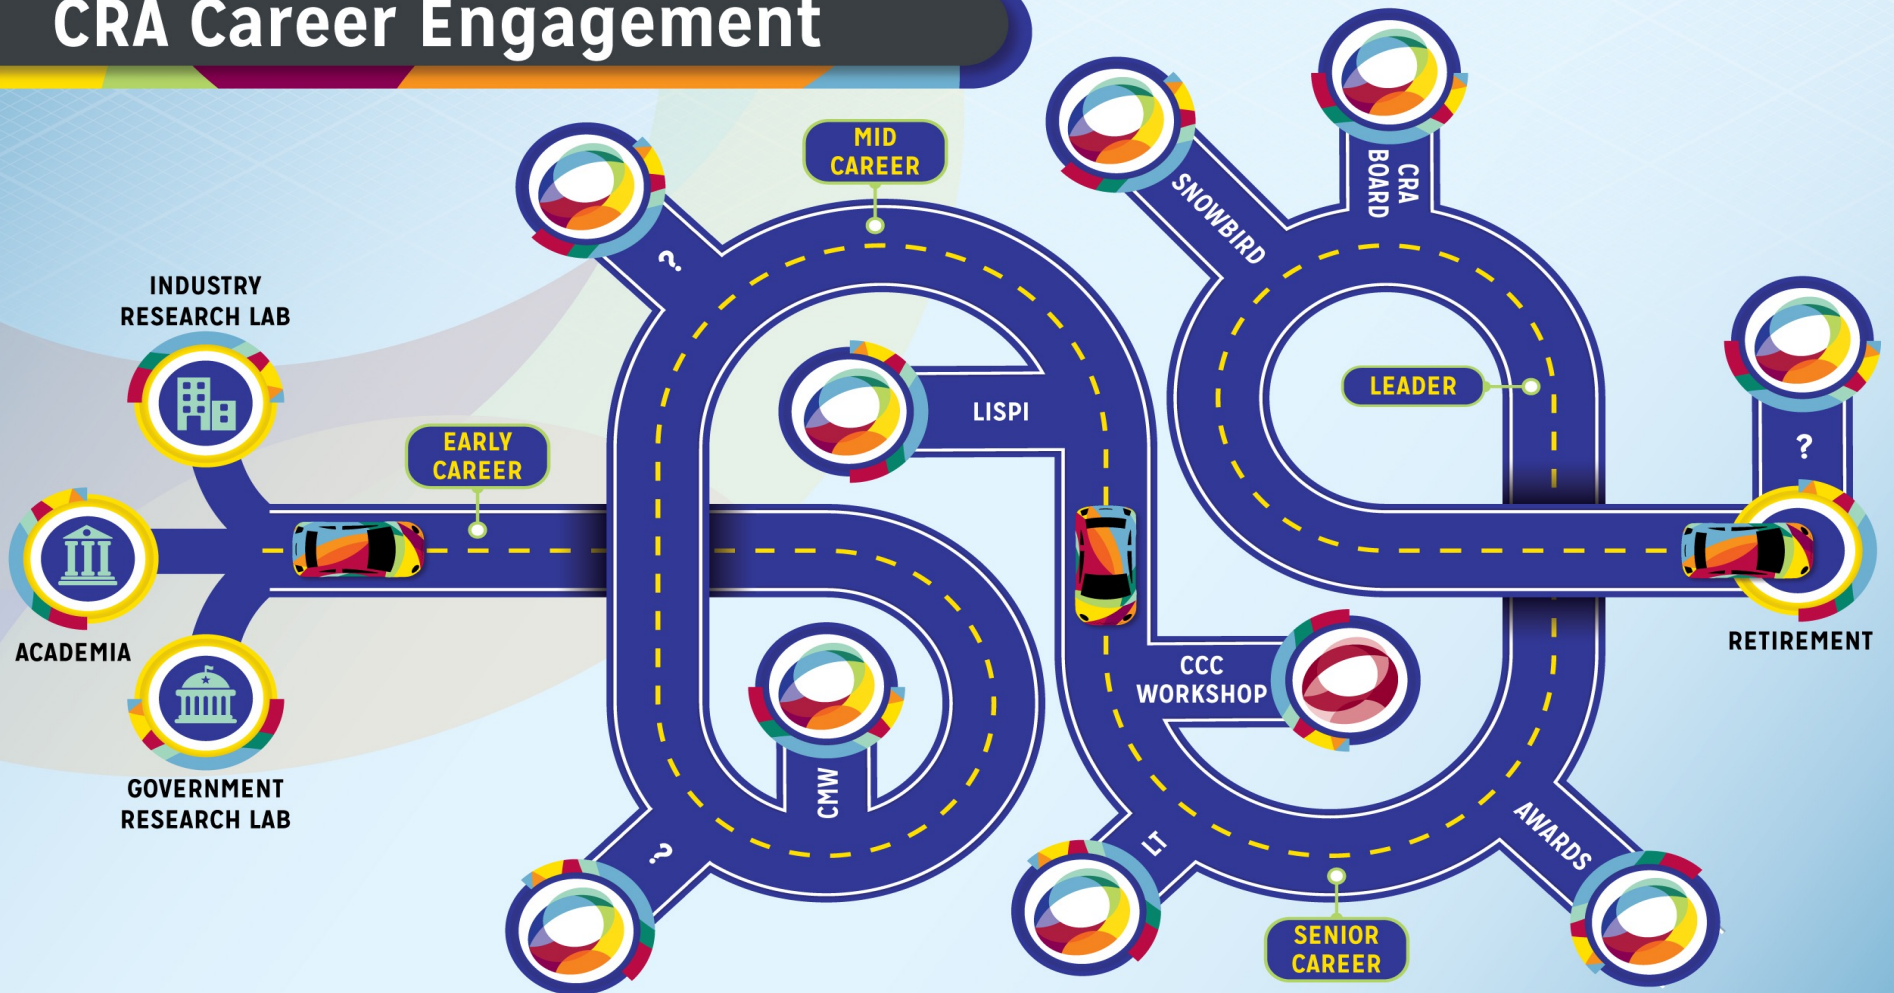 CRA Career Engagement
MID
CAREER
SNOWBIRD
CRA
BOARD
?
INDUSTRY
RESEARCH LAB
LEADER
LISPI
EARLY
CAREER
?
ACADEMIA
RETIREMENT
CCC
WORKSHOP
GOVERNMENT
RESEARCH LAB
CMW
?
LT
AWARDS
SENIOR
CAREER